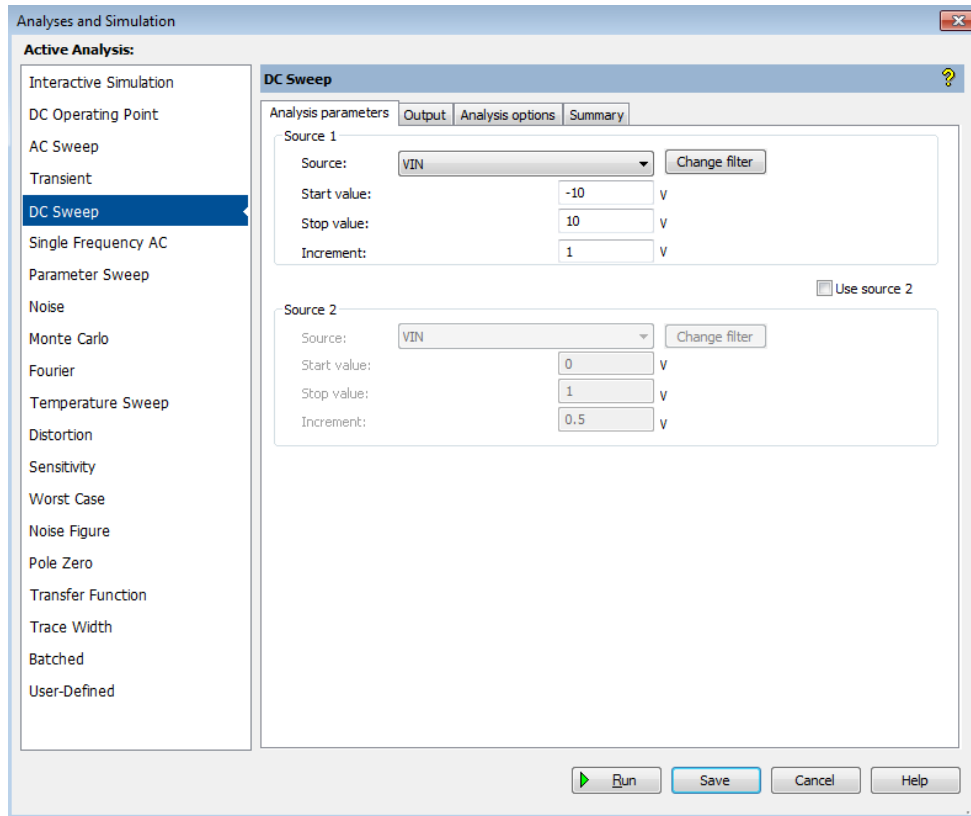 Analyses and Simulation
Active Analysis:
Interactive Simulation
DC Operating Point
AC Sweep
Transient
DC Sweep
Single Frequency AC
Parameter Sweep
Noise
Monte Carlo
Fourier
Temperature Sweep
Distortion
Sensitivity
Worst Case
Noise Figure
Pole Zero
Transfer Function
Trace Width
Batched
User-Defined
DC Sweep
Analysis parameters Output Analysis options Summary
Source 1
Source: VIN Change filter
Start value: -10 V
Stop value: 10 V
Increment: 1 V
Use source 2
Source 2
Source: VIN Change filter
Start value: 0 V
Stop value: 1 V
Increment: 0.5 V
Run Save Cancel Help